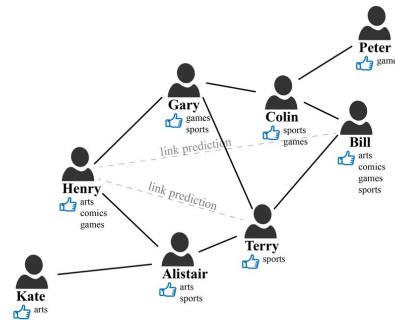 Peter
game
Gary
games
sports
Colin
sports
games
Bill
arts
comics
games
sports
link prediction
Henry
arts
comics
games
link prediction
Terry
sports
Alistair
arts
sports
Kate
arts